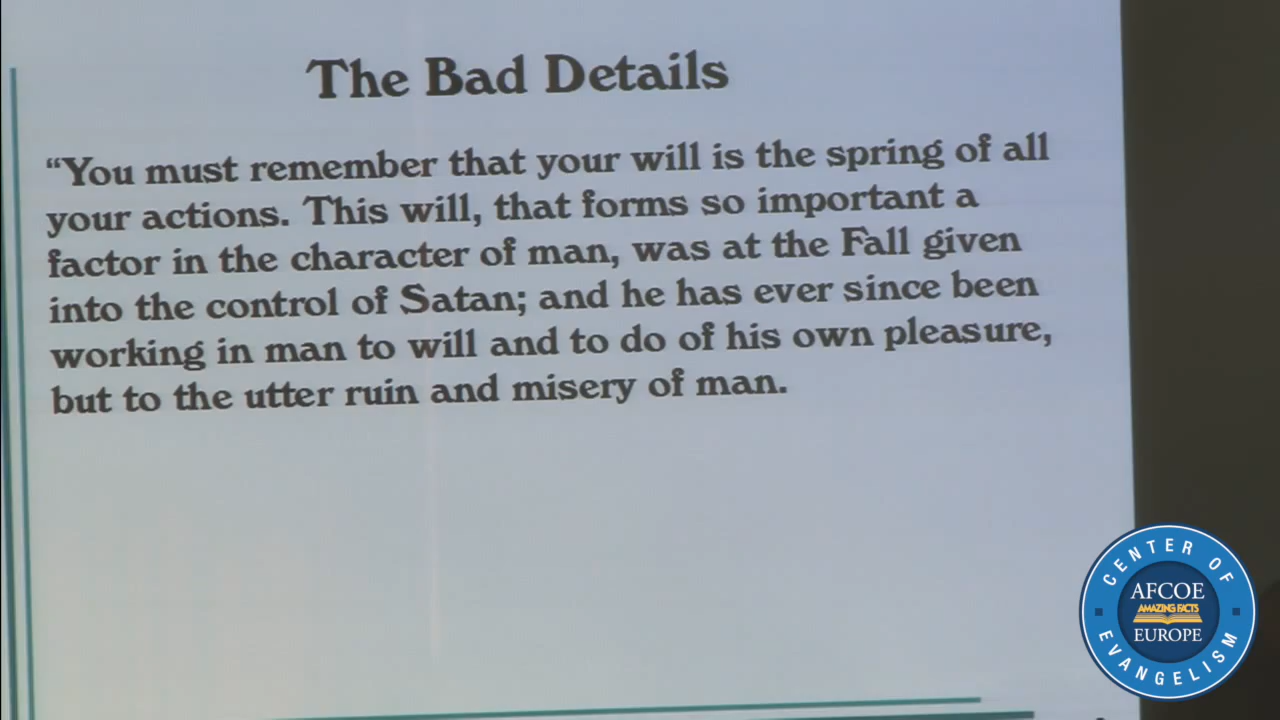 The Bad Details
“You must remember that your will is the spring of all
your actions. This will, that forms so important a
factor in the character of man, was at the Fall given
into the control of Satan; and he has ever since been
working in man to will and to do of his own pleasure,
but to the utter ruin and misery of man.
CENTER OF
AFCOE
AMAZING FACTS
EUROPE
EVANGELISM